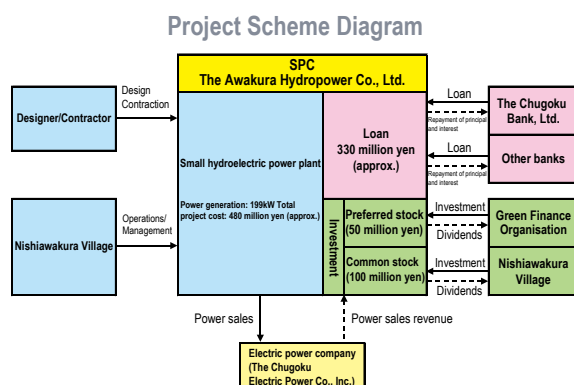 Project Scheme Diagram
SPC
The Awakura Hydropower Co., Ltd.
Designer/Contractor
Design
Contraction
Small hydroelectric power plant
Power generation: 199kW Total
project cost: 480 million yen (approx.)
Nishiawakura Village
Operations/
Management
Loan
330 million yen
(approx.)
Investment
Preferred stock
(50 million yen)
Common stock
(100 million yen)
Loan
Repayment of principal
and interest
The Chugoku
Bank, Ltd.
Loan
Repayment of principal
and interest
Other banks
Investment
Dividends
Green Finance
Organisation
Investment
Dividends
Nishiawakura
Village
Power sales
Power sales revenue
Electric power company
(The Chugoku
Electric Power Co., Inc.)